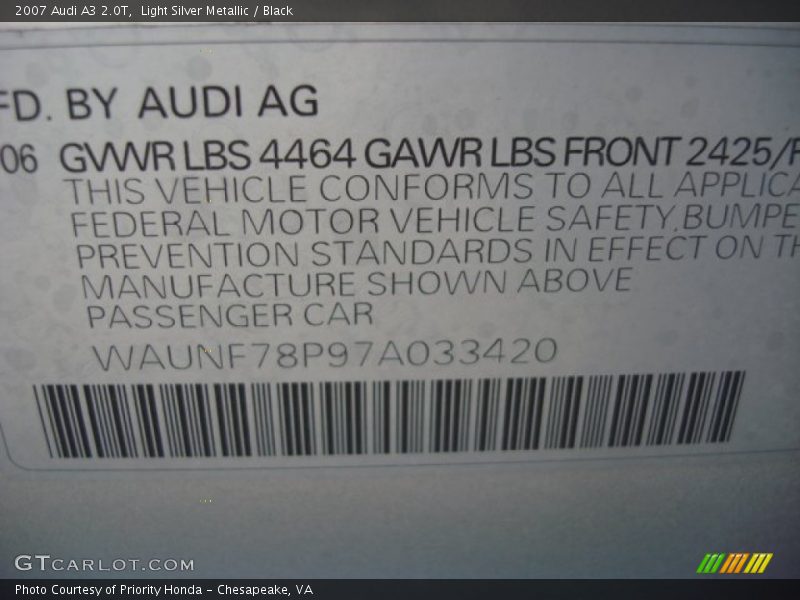 2007 Audi A3 2.0T, Light Silver Metallic / Black
FD. BY AUDI AG
06 GVWR LBS 4464 GAWR LBS FRONT 2425/
THIS VEHICLE CONFORMS TO ALL APPLICA
FEDERAL MOTOR VEHICLE SAFETY, BUMPE
PREVENTION STANDARDS IN EFFECT ON TH
MANUFACTURE SHOWN ABOVE
PASSENGER CAR
WAUNF78P97A033420
GTCARLOT.COM
Photo Courtesy of Priority Honda - Chesapeake, VA